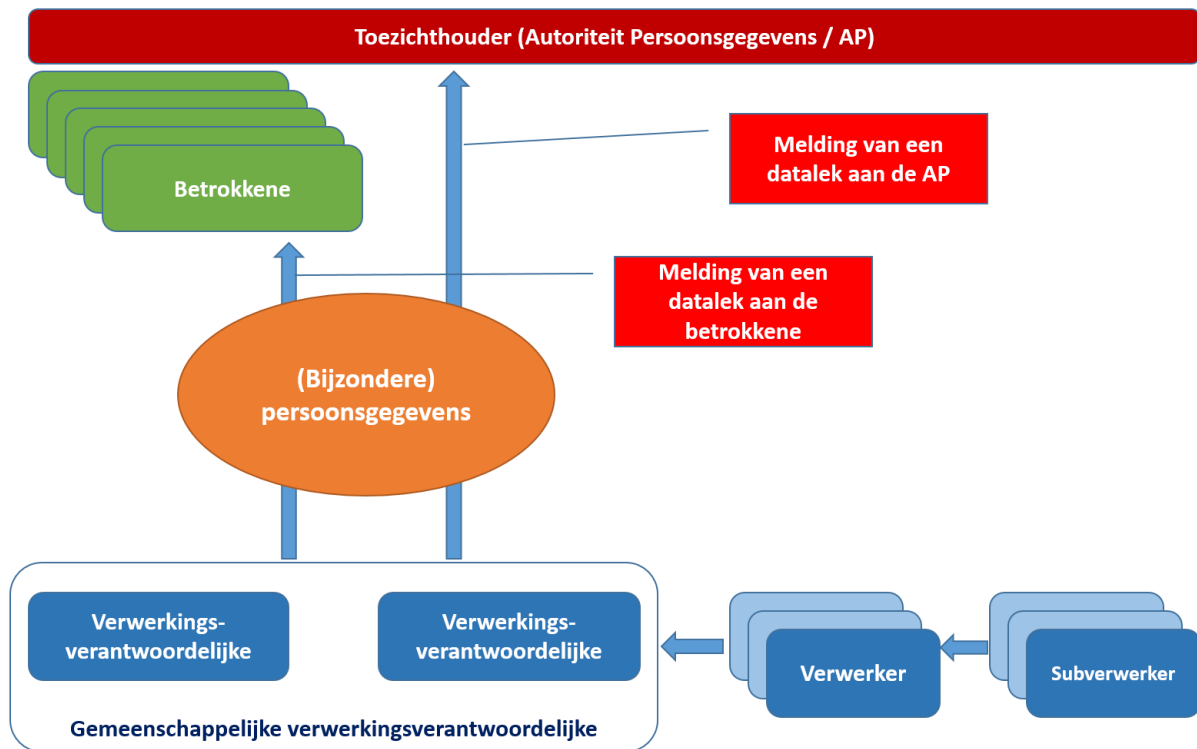 Toezichthouder (Autoriteit Persoonsgegevens / AP)
Melding van een
datalek aan de AP
Betrokkene
Melding van een
datalek aan de
betrokkene
(Bijzondere)
persoonsgegevens
Verwerkings-
verantwoordelijke
Verwerkings-
verantwoordelijke
Verwerker
Subverwerker
Gemeenschappelijke verwerkingsverantwoordelijke